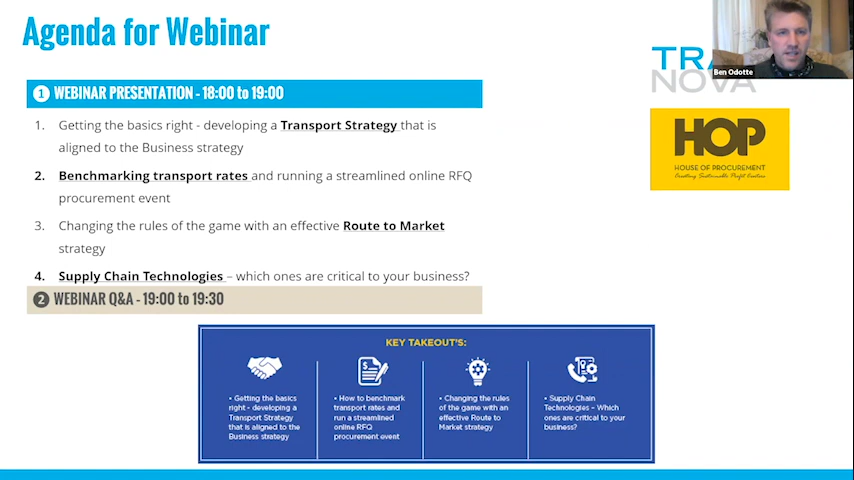 Agenda for Webinar
1 WEBINAR PRESENTATION - 18:00 to 19:00
1. Getting the basics right - developing a Transport Strategy that is
aligned to the Business strategy
2. Benchmarking transport rates and running a streamlined online RFQ
procurement event
3. Changing the rules of the game with an effective Route to Market
strategy
4. Supply Chain Technologies – which ones are critical to your business?
2 WEBINAR Q&A - 19:00 to 19:30
Ben Odotte
TRA
NOVA
HOP
HOUSE OF PROCUREMENT
Creating Sustainable Profit Centers
KEY TAKEOUT'S:
• Getting the basics
right - developing a
Transport Strategy
that is aligned to the
Business strategy
• How to benchmark
transport rates and
run a streamlined
online RFQ
procurement event
• Changing the rules
of the game with an
effective Route to
Market strategy
• Supply Chain
Technologies – Which
ones are critical to your
business?